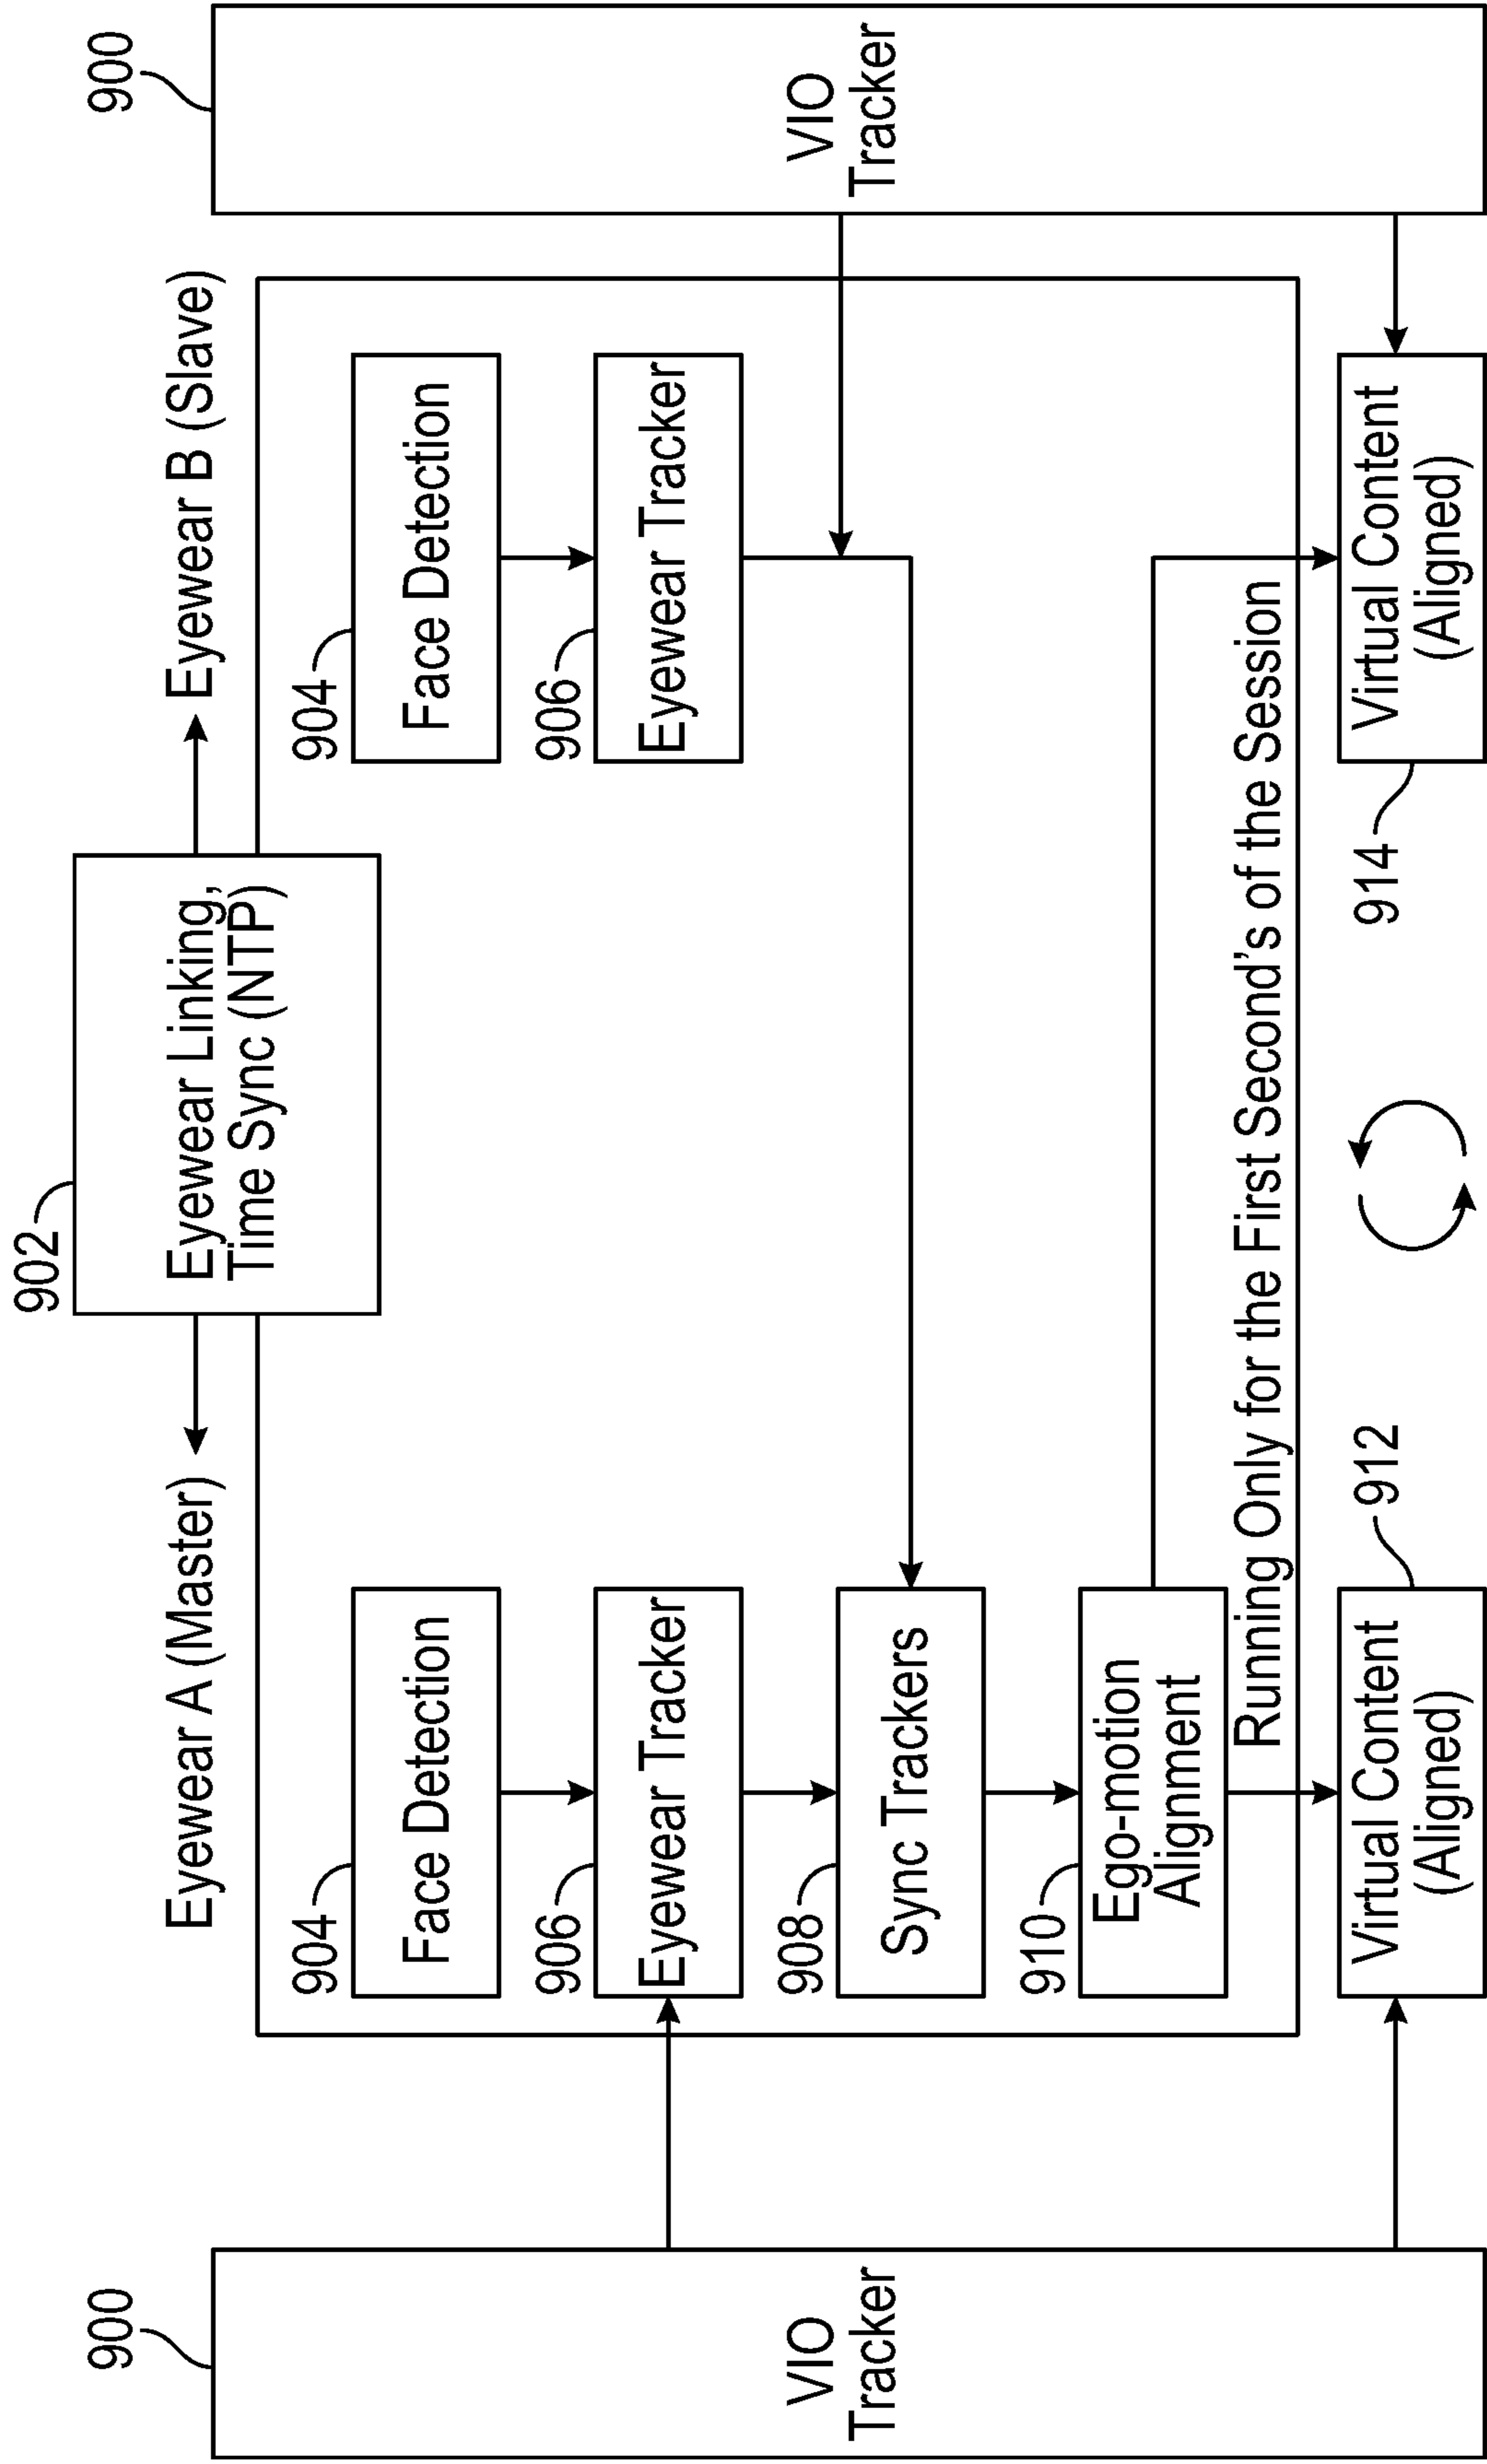 902
Eyewear Linking,
Time Sync (NTP)
Eyewear A (Master)
Eyewear B (Slave)
900
VIO
Tracker
900
VIO
Tracker
904
Face Detection
904
Face Detection
906
Eyewear Tracker
906
Eyewear Tracker
908
Sync Trackers
910
Ego-motion
Alignment
Running Only for the First Second's of the Session
Virtual Content
(Aligned)
912
914
Virtual Content
(Aligned)